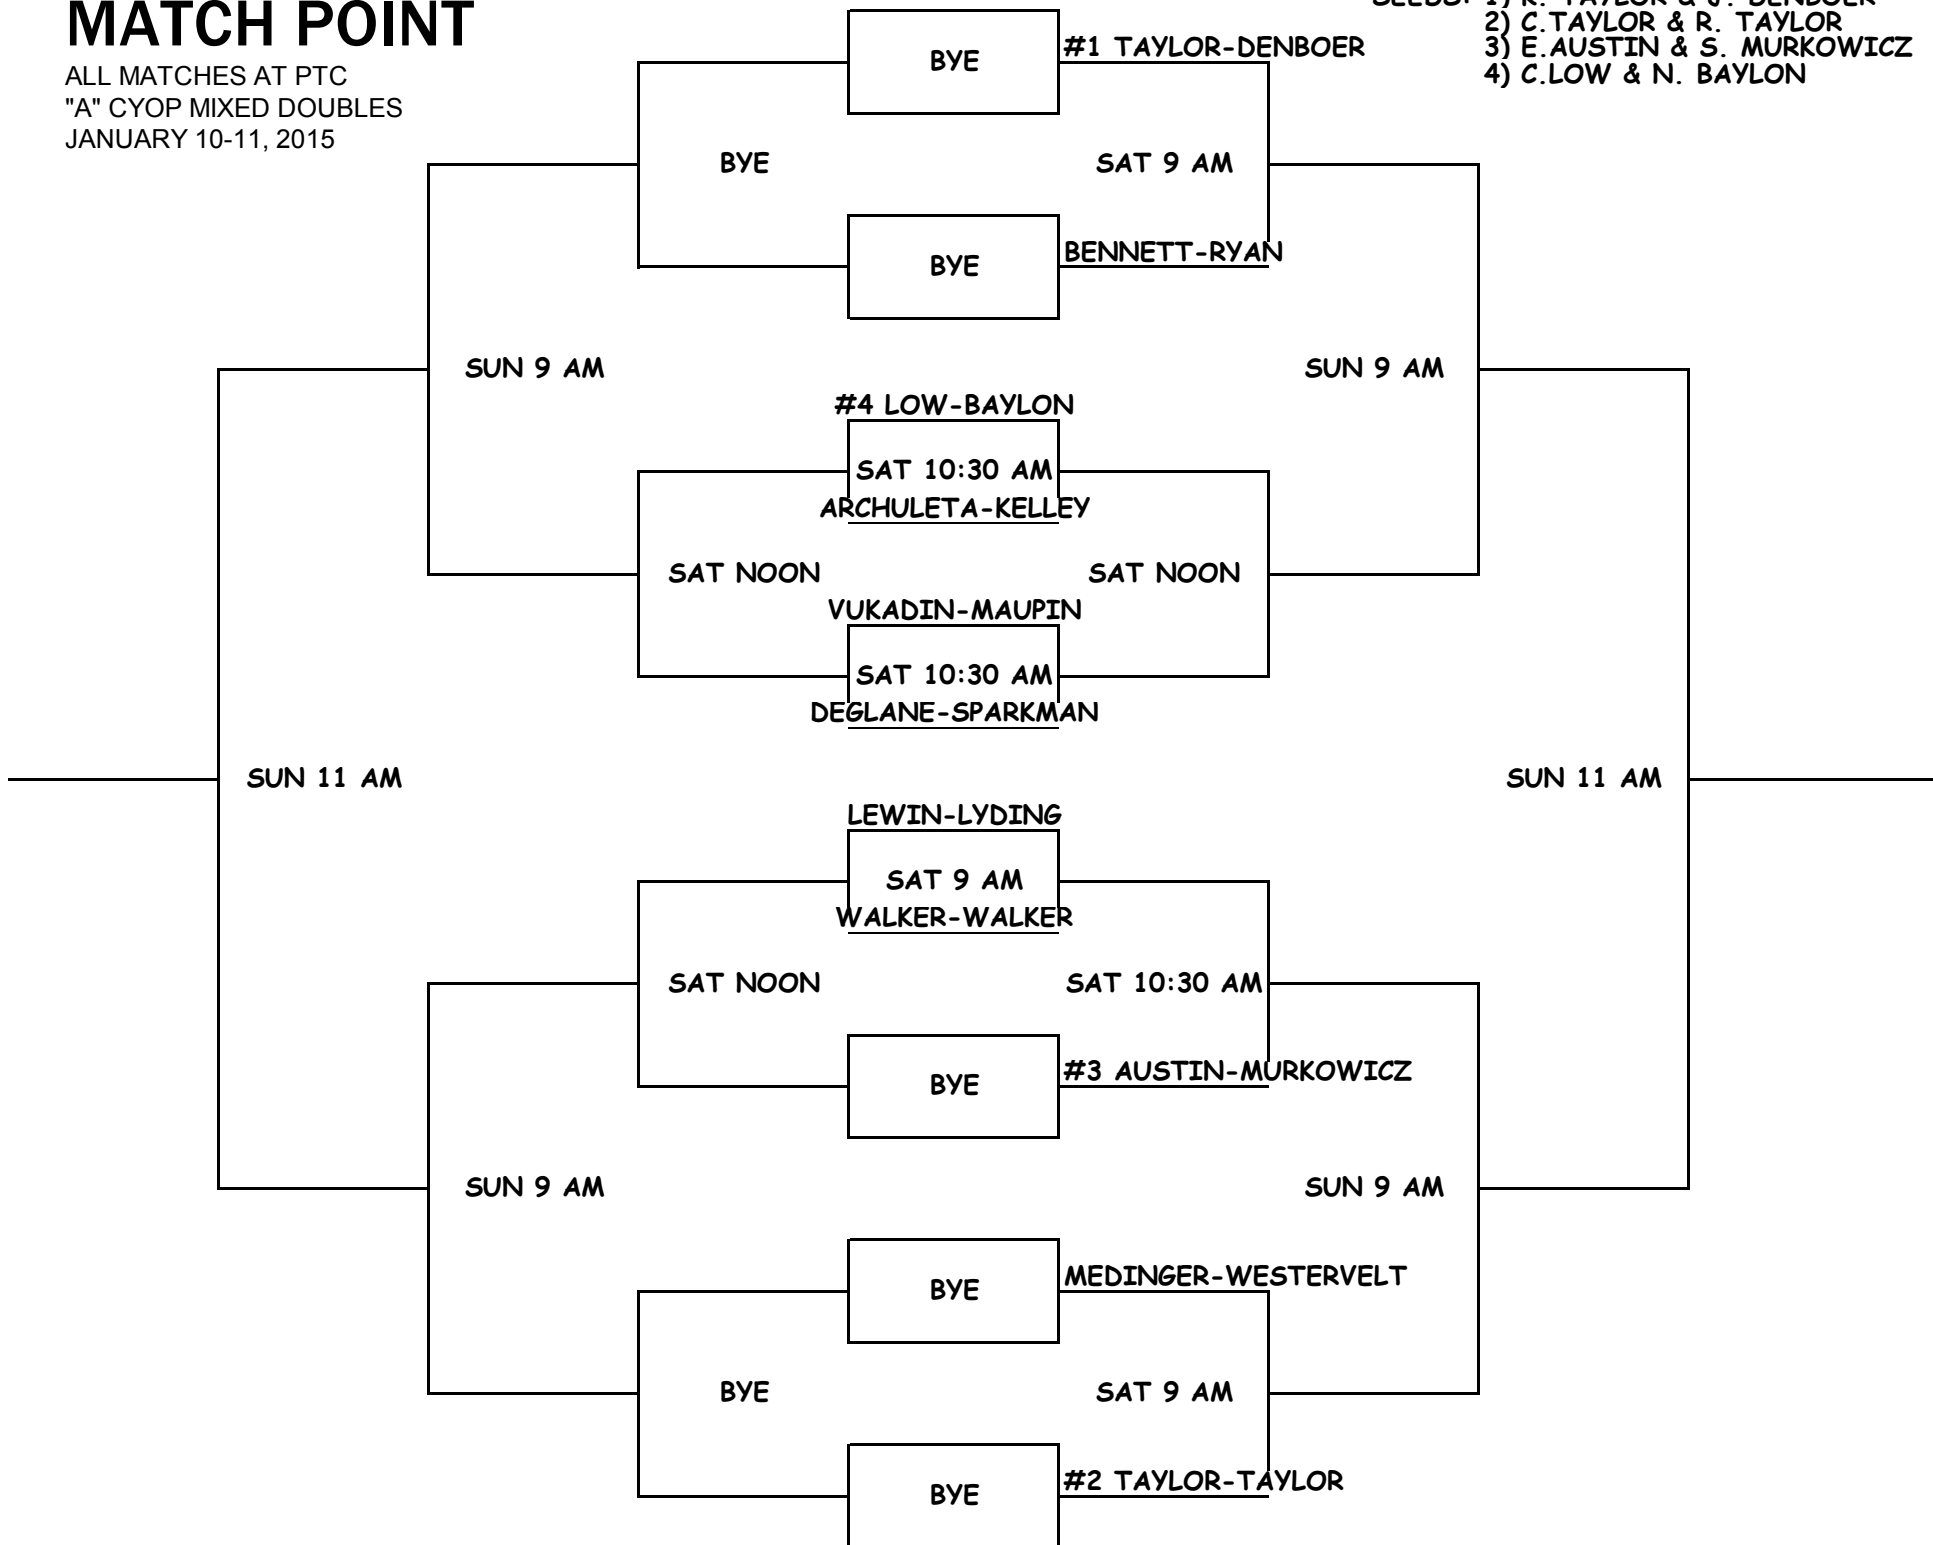 MATCH POINT
ALL MATCHES AT PTC
"A" CYOP MIXED DOUBLES
JANUARY 10-11, 2015
SEEDS: 1) R. TAYLOR & J. DENBOER
2) C.TAYLOR & R. TAYLOR
3) E.AUSTIN & S. MURKOWICZ
4) C.LOW & N. BAYLON
#1 TAYLOR-DENBOER
BYE
BYE
SAT 9 AM
BENNETT-RYAN
BYE
SUN 9 AM
SUN 9 AM
#4 LOW-BAYLON
SAT 10:30 AM
ARCHULETA-KELLEY
SAT NOON
SAT NOON
VUKADIN-MAUPIN
SAT 10:30 AM
DEGLANE-SPARKMAN
SUN 11 AM
SUN 11 AM
LEWIN-LYDING
SAT 9 AM
WALKER-WALKER
SAT NOON
SAT 10:30 AM
#3 AUSTIN-MURKOWICZ
BYE
SUN 9 AM
SUN 9 AM
MEDINGER-WESTERVELT
BYE
BYE
SAT 9 AM
#2 TAYLOR-TAYLOR
BYE